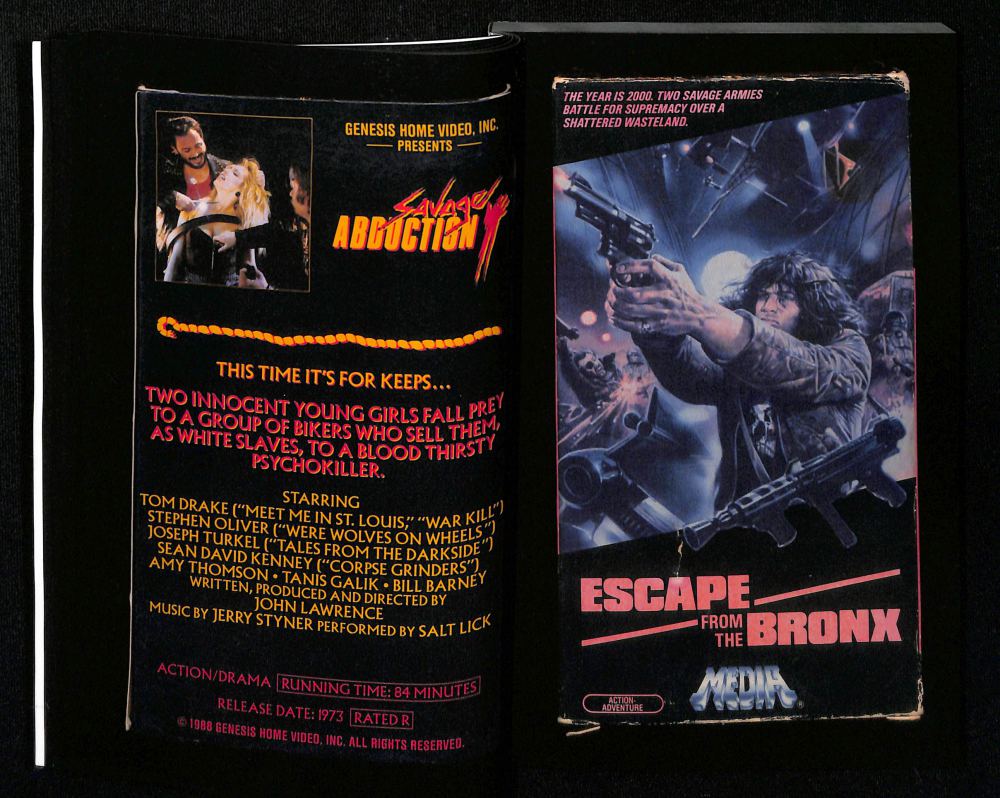 GENESIS HOME VIDEO, INC.
PRESENTS
Savage
ABDUCTION
THIS TIME IT'S FOR KEEPS...
TWO INNOCENT YOUNG GIRLS FALL PREY
TO A GROUP OF BIKERS WHO SELL THEM,
AS WHITE SLAVES, TO A BLOOD THIRSTY
PSYCHOKILLER.
STARRING
TOM DRAKE ("MEET ME IN ST. LOUIS," "WAR KILL")
STEPHEN OLIVER ("WERE WOLVES ON WHEELS")
JOSEPH TURKEL ("TALES FROM THE DARKSIDE")
SEAN DAVID KENNEY ("CORPSE GRINDERS")
AMY THOMSON • TANIS GALIK • BILL BARNEY
WRITTEN, PRODUCED AND DIRECTED BY
JOHN LAWRENCE
MUSIC BY JERRY STYNER PERFORMED BY SALT LICK
ACTION/DRAMA RUNNING TIME: 84 MINUTES
RELEASE DATE: 1973 RATED R
© 1988 GENESIS HOME VIDEO, INC. ALL RIGHTS RESERVED.
THE YEAR IS 2000. TWO SAVAGE ARMIES
BATTLE FOR SUPREMACY OVER A
SHATTERED WASTELAND.
ESCAPE
FROM
THE BRONX
MEDIA®
ACTION-
ADVENTURE